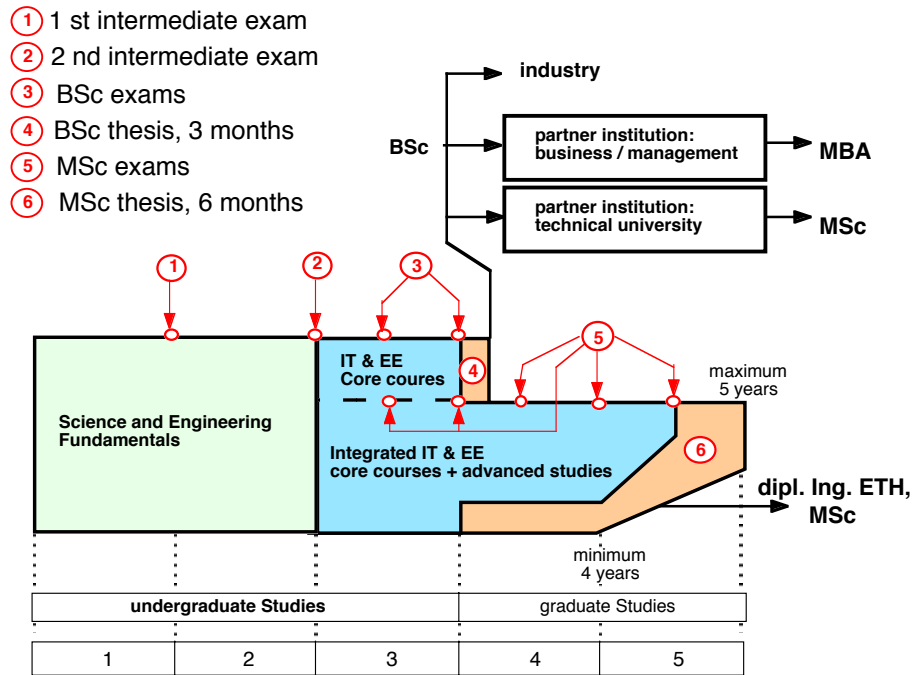 1 1 st intermediate exam
2 2 nd intermediate exam
3 BSc exams
4 BSc thesis, 3 months
5 MSc exams
6 MSc thesis, 6 months
industry
BSc
partner institution:
business / management
MBA
partner institution:
technical university
MSc
1
2
3
5
IT & EE
Core coures
4
maximum
5 years
Science and Engineering
Fundamentals
Integrated IT & EE
core courses + advanced studies
6
dipl. Ing. ETH,
MSc
minimum
4 years
undergraduate Studies
graduate Studies
1 2 3 4 5